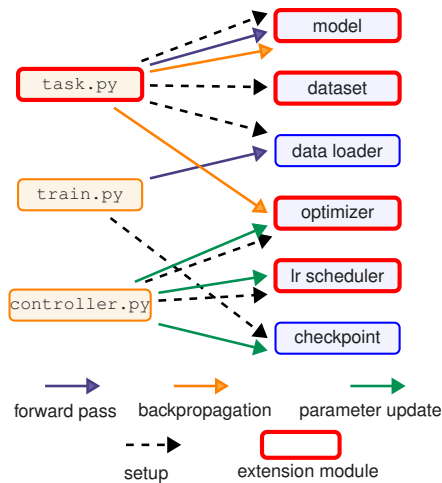 model
task.py
dataset
data loader
train.py
optimizer
lr scheduler
controller.py
checkpoint
forward pass backpropagation parameter update
setup extension module